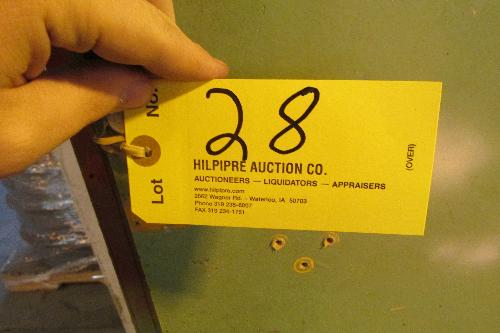 Lot No.
28
HILPIPRE AUCTION CO.
AUCTIONEERS — LIQUIDATORS — APPRAISERS
www.hilpipre.com
2662 Wagner Rd. - Waterloo, IA 50703
Phone 319 235-6007
FAX 319 234-1751
(OVER)